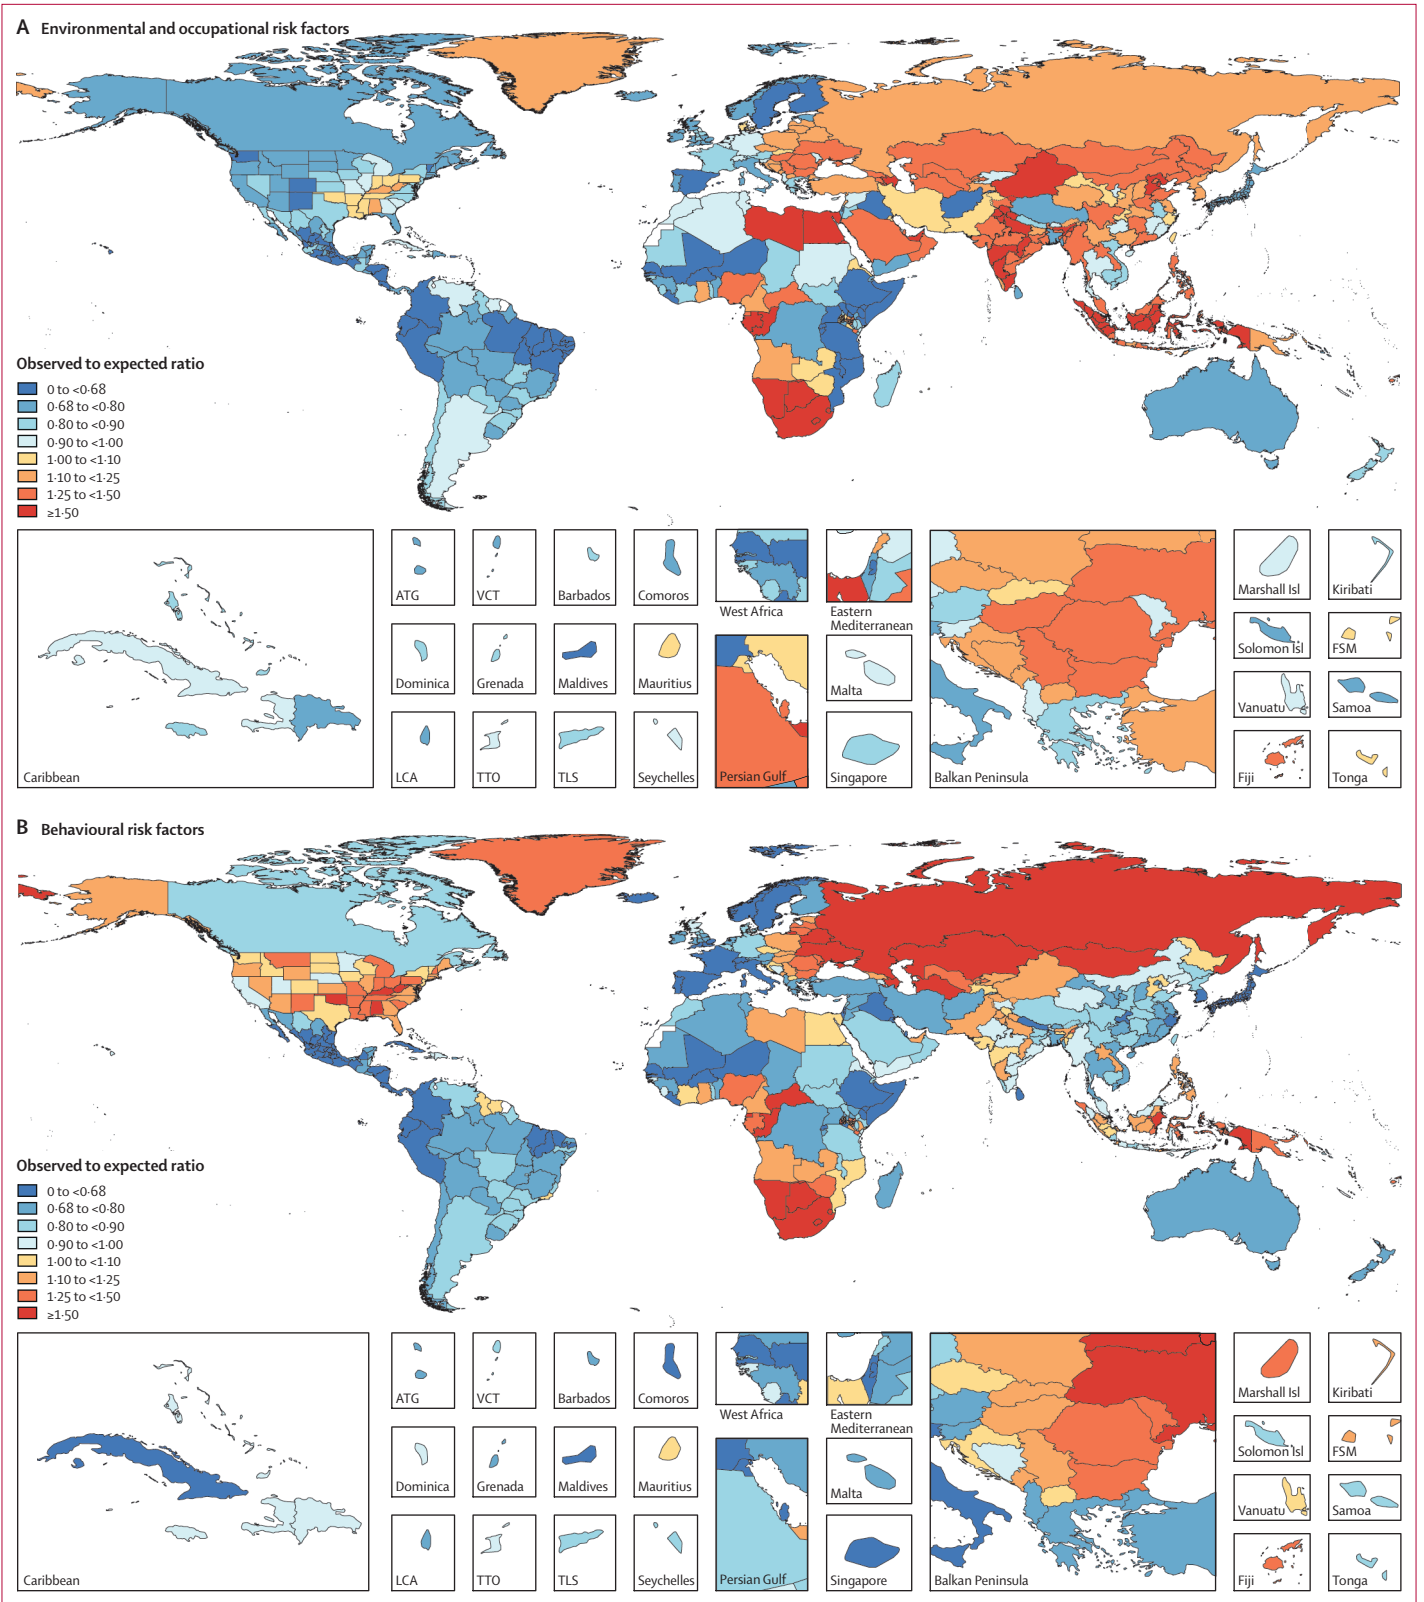 A Environmental and occupational risk factors
Observed to expected ratio
0 to <0·68
0·68 to <0·80
0·80 to <0·90
0·90 to <1·00
1·00 to <1·10
1·10 to <1·25
1·25 to <1·50
≥1·50
Caribbean
ATG
VCT
Barbados
Comoros
Dominica
Grenada
Maldives
Mauritius
LCA
TTO
TLS
Seychelles
West Africa
Eastern
Mediterranean
Persian Gulf
Malta
Singapore
Balkan Peninsula
Marshall Isl
Kiribati
Solomon Isl
FSM
Vanuatu
Samoa
Fiji
Tonga
B Behavioural risk factors
Observed to expected ratio
0 to <0·68
0·68 to <0·80
0·80 to <0·90
0·90 to <1·00
1·00 to <1·10
1·10 to <1·25
1·25 to <1·50
≥1·50
Caribbean
ATG
VCT
Barbados
Comoros
Dominica
Grenada
Maldives
Mauritius
LCA
TTO
TLS
Seychelles
West Africa
Eastern
Mediterranean
Persian Gulf
Malta
Singapore
Balkan Peninsula
Marshall Isl
Kiribati
Solomon Isl
FSM
Vanuatu
Samoa
Fiji
Tonga